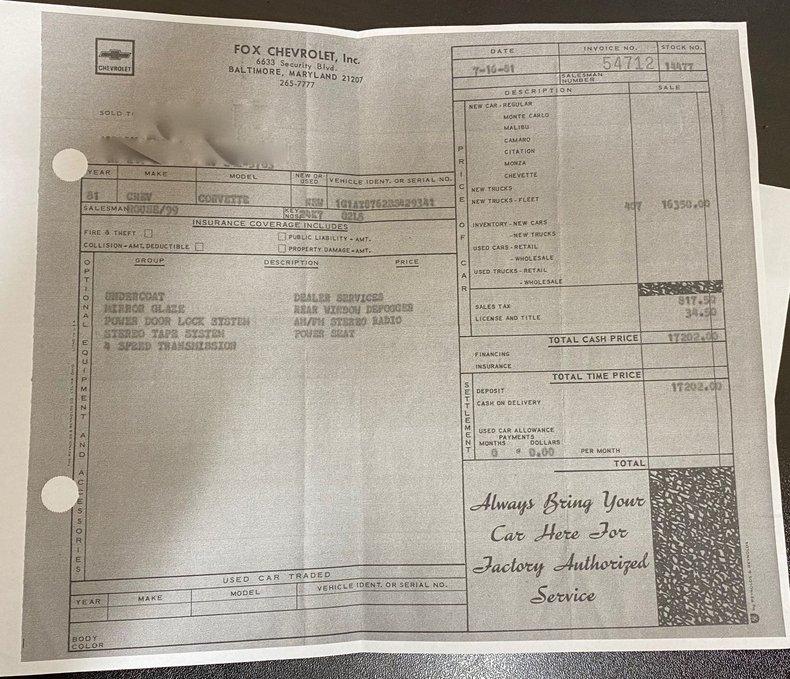 CHEVROLET
FOX CHEVROLET, Inc.
6633 Security Blvd.
BALTIMORE, MARYLAND 21207
265-7777
DATE INVOICE NO. STOCK NO.
7-16-81 54712 14477
SALESMAN NUMBER
SOLD T
DESCRIPTION SALE
PRICE OF CAR
NEW CAR - REGULAR
MONTE CARLO
MALIBU
CAMARO
CITATION
MONZA
CHEVETTE
NEW TRUCKS
NEW TRUCKS - FLEET 407 16350.00
INVENTORY - NEW CARS
- NEW TRUCKS
USED CARS - RETAIL
- WHOLESALE
USED TRUCKS - RETAIL
- WHOLESALE
SALES TAX 817.50
LICENSE AND TITLE 34.50
TOTAL CASH PRICE 17202.00
FINANCING
INSURANCE
TOTAL TIME PRICE
SETTLEMENT
DEPOSIT 17202.00
CASH ON DELIVERY
USED CAR ALLOWANCE
PAYMENTS
MONTHS DOLLARS
0 $ 0.00 PER MONTH
TOTAL
Always Bring Your
Car Here For
Factory Authorized
Service
YEAR MAKE MODEL NEW OR USED VEHICLE IDENT. OR SERIAL NO.
81 CHEV CORVETTE NEW
SALESMAN HOUSE/99 KEY NOS. 0218
INSURANCE COVERAGE INCLUDES
FIRE & THEFT PUBLIC LIABILITY - AMT.
COLLISION - AMT. DEDUCTIBLE PROPERTY DAMAGE - AMT.
OPTIONAL EQUIPMENT AND ACCESSORIES
GROUP DESCRIPTION PRICE
UNDERCOAT DEALER SERVICES
MIRROR GLAZE REAR WINDOW DEFOGGER
POWER DOOR LOCK SYSTEM AM/FM STEREO RADIO
STEREO TAPE SYSTEM POWER SEAT
4 SPEED TRANSMISSION
USED CAR TRADED
YEAR MAKE MODEL VEHICLE IDENT. OR SERIAL NO.
BODY COLOR
by REYNOLDS & REYNOLDS